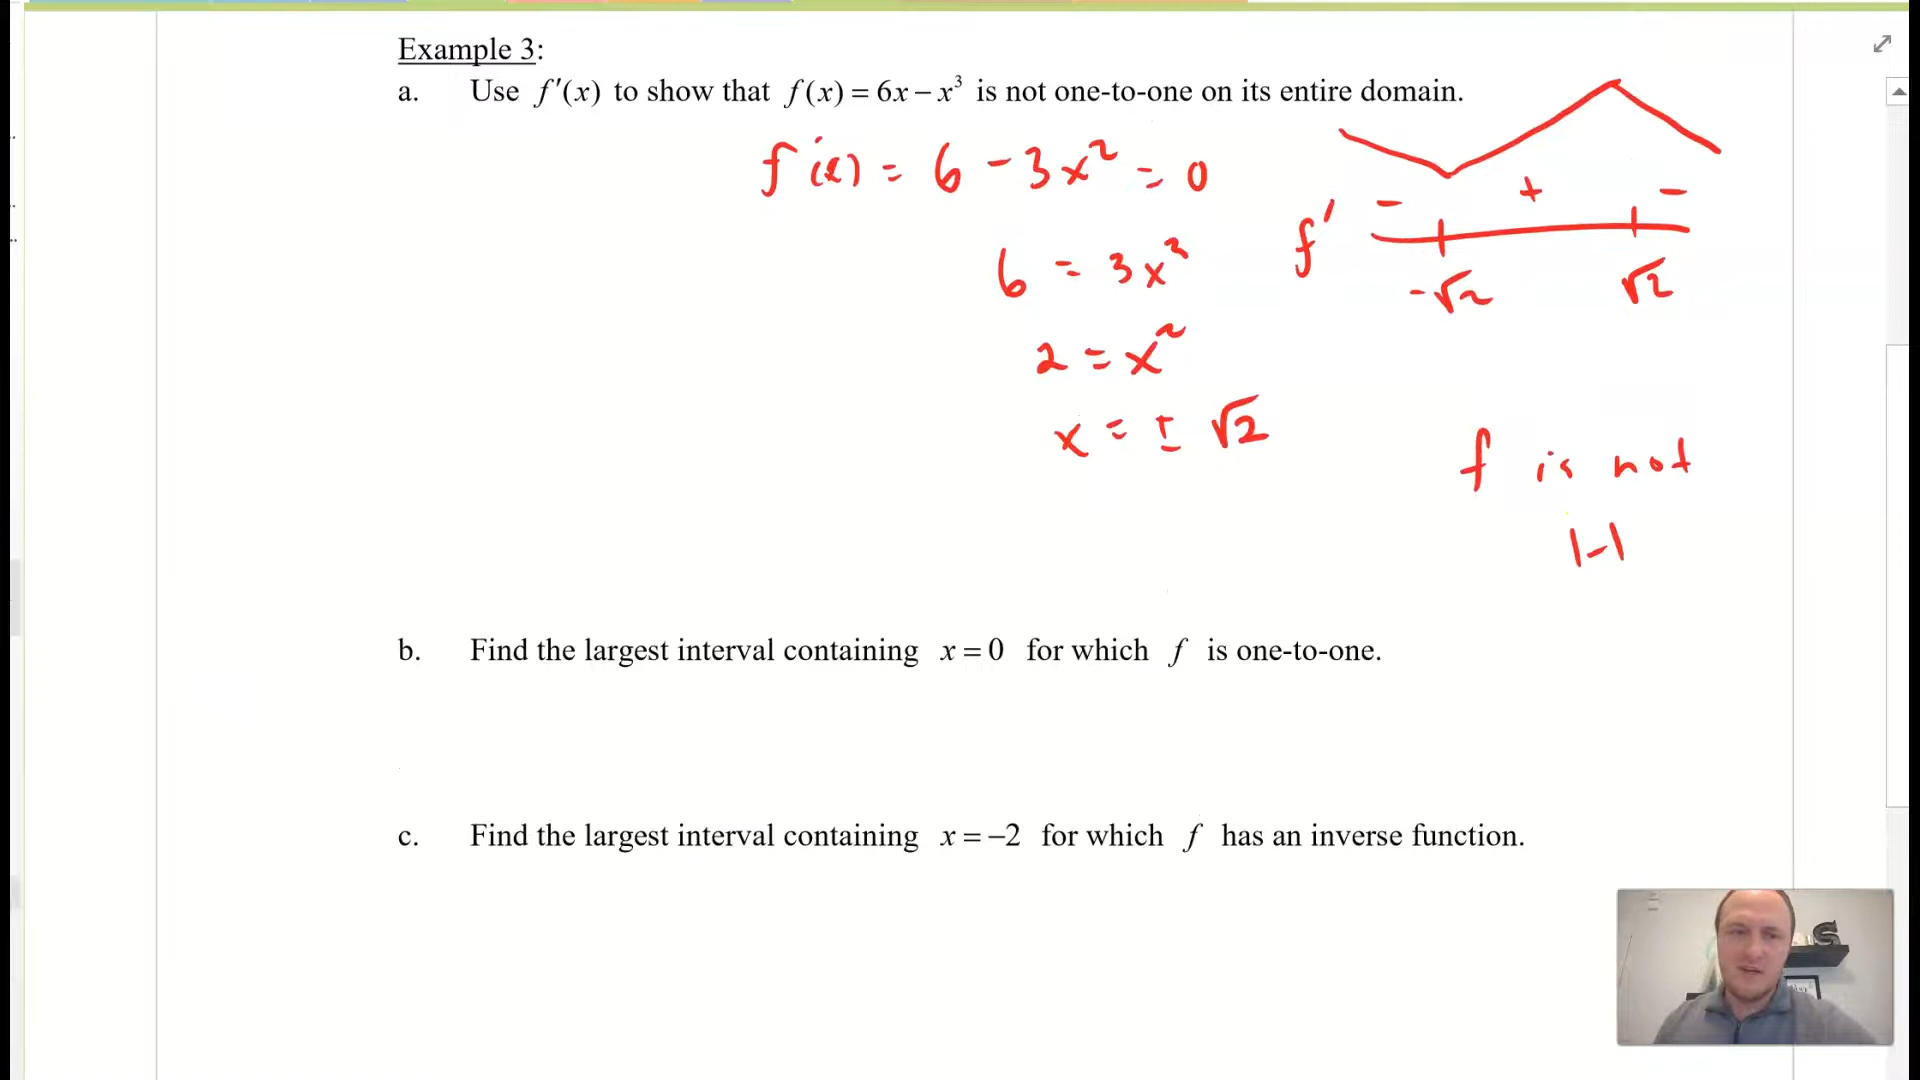 Example 3:
a. Use f′(x) to show that f(x) = 6x − x³ is not one-to-one on its entire domain.
f'(x) = 6 - 3x² = 0
6 = 3x²
2 = x²
x = ± √2
- + -
f'
-√2 √2
f is not
1-1
b. Find the largest interval containing x = 0 for which f is one-to-one.
c. Find the largest interval containing x = −2 for which f has an inverse function.
S